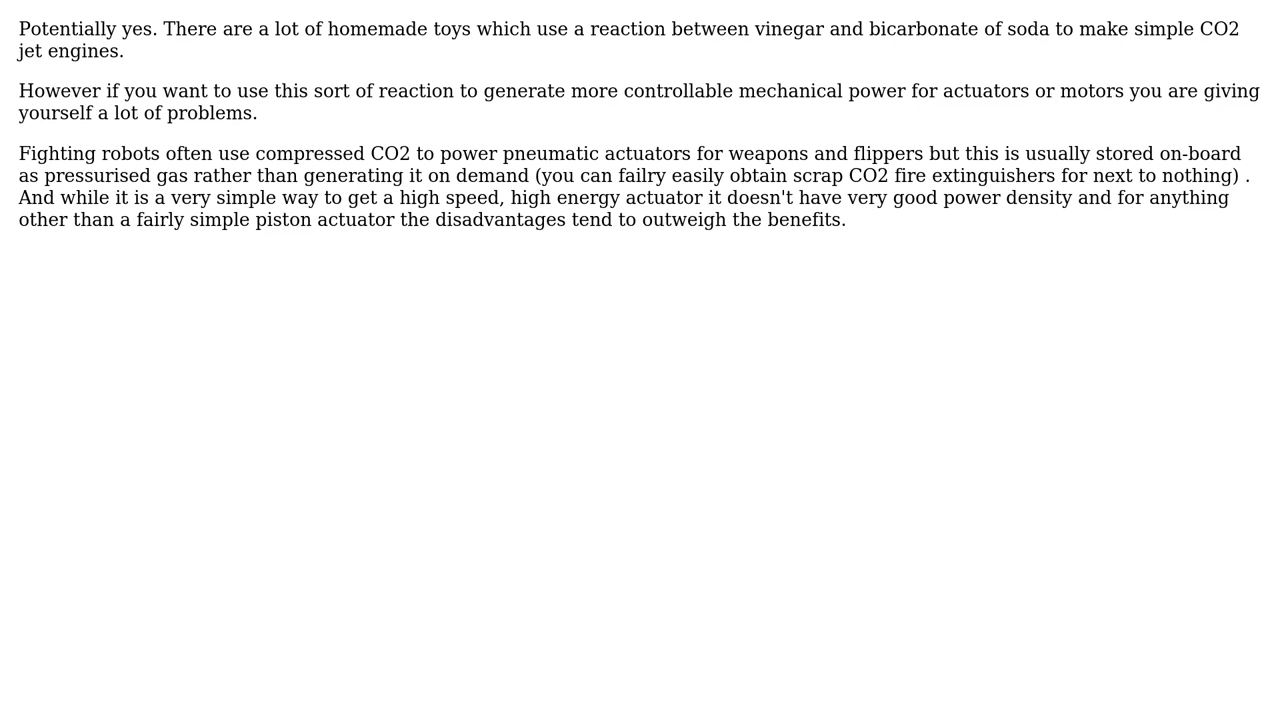 Potentially yes. There are a lot of homemade toys which use a reaction between vinegar and bicarbonate of soda to make simple CO2
jet engines.
However if you want to use this sort of reaction to generate more controllable mechanical power for actuators or motors you are giving
yourself a lot of problems.
Fighting robots often use compressed CO2 to power pneumatic actuators for weapons and flippers but this is usually stored on-board
as pressurised gas rather than generating it on demand (you can failry easily obtain scrap CO2 fire extinguishers for next to nothing) .
And while it is a very simple way to get a high speed, high energy actuator it doesn't have very good power density and for anything
other than a fairly simple piston actuator the disadvantages tend to outweigh the benefits.